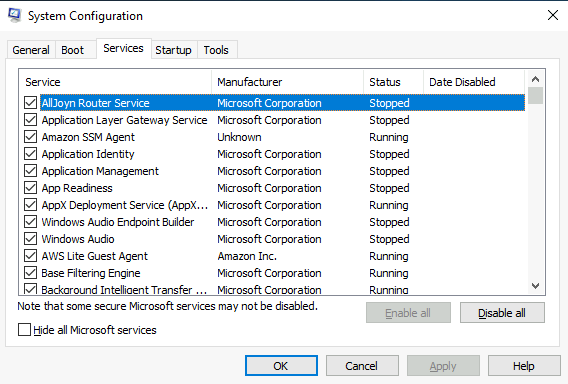 System Configuration
General Boot Services Startup Tools
Service Manufacturer Status Date Disabled
AllJoyn Router Service Microsoft Corporation Stopped
Application Layer Gateway Service Microsoft Corporation Stopped
Amazon SSM Agent Unknown Running
Application Identity Microsoft Corporation Stopped
Application Management Microsoft Corporation Stopped
App Readiness Microsoft Corporation Stopped
AppX Deployment Service (AppX... Microsoft Corporation Running
Windows Audio Endpoint Builder Microsoft Corporation Stopped
Windows Audio Microsoft Corporation Stopped
AWS Lite Guest Agent Amazon Inc. Running
Base Filtering Engine Microsoft Corporation Running
Background Intelligent Transfer ... Microsoft Corporation Running
Note that some secure Microsoft services may not be disabled.
Enable all Disable all
Hide all Microsoft services
OK Cancel Apply Help